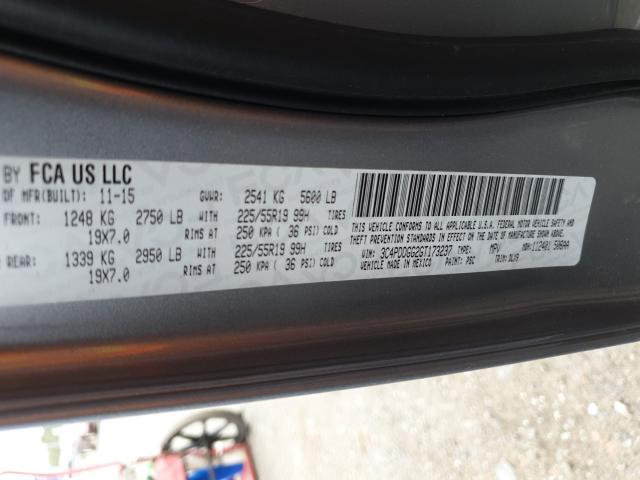 BY FCA US LLC
OF MFR(BUILT): 11-15 GVWR: 2541 KG 5600 LB
FRONT: 1248 KG 2750 LB WITH 225/55R19 99H TIRES
19X7.0 RIMS AT 250 KPA ( 36 PSI) COLD
REAR: 1339 KG 2950 LB WITH 225/55R19 99H TIRES
19X7.0 RIMS AT 250 KPA ( 36 PSI) COLD
THIS VEHICLE CONFORMS TO ALL APPLICABLE U.S.A. FEDERAL MOTOR VEHICLE SAFETY AND
THEFT PREVENTION STANDARDS IN EFFECT ON THE DATE OF MANUFACTURE SHOWN ABOVE.
VIN: 3C4PDDGG2GT173237 TYPE: MPV MDH: 112401 506AA
VEHICLE MADE IN MEXICO PAINT: PSC TRIM: DLV9